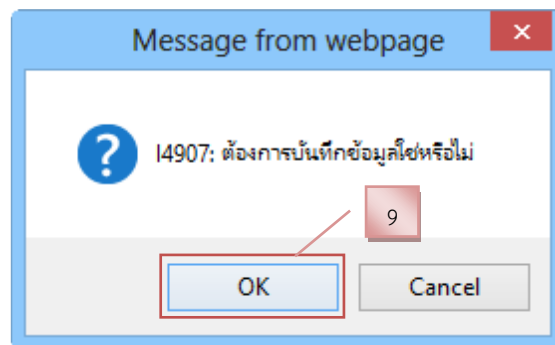 Message from webpage
I4907: ต้องการบันทึกข้อมูลใช่หรือไม่
9
OK
Cancel